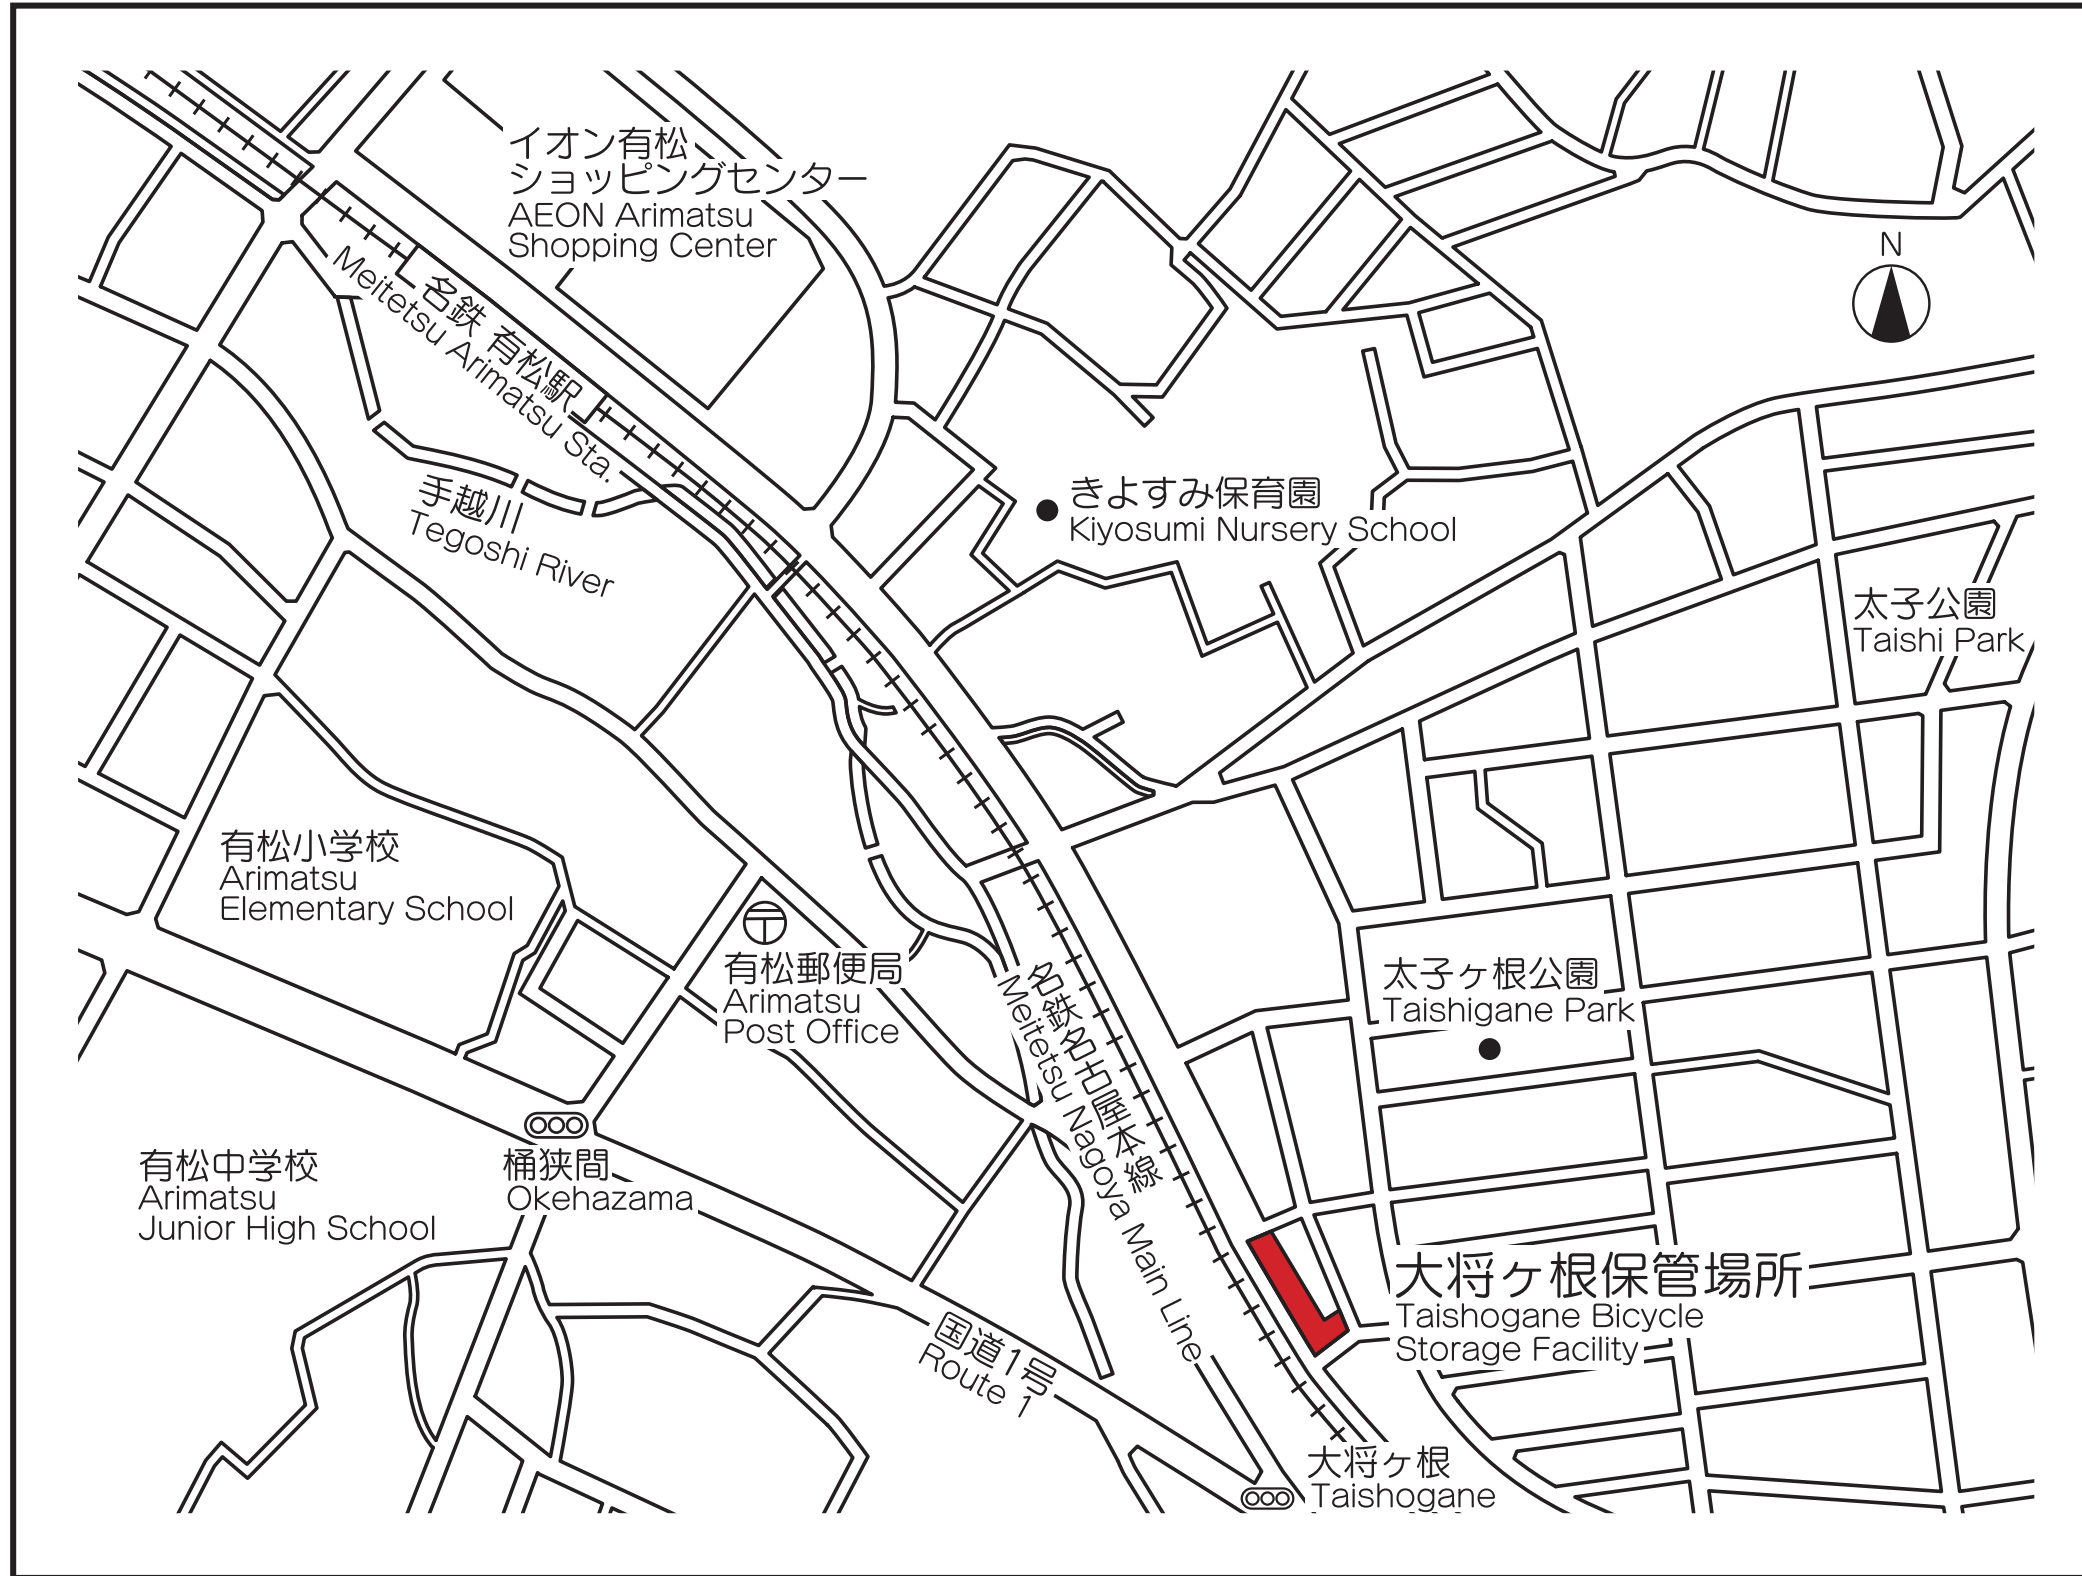 イオン有松
ショッピングセンター
AEON Arimatsu
Shopping Center
N
名鉄 有松駅
Meitetsu Arimatsu Sta.
きよすみ保育園
Kiyosumi Nursery School
手越川
Tegoshi River
太子公園
Taishi Park
有松小学校
Arimatsu
Elementary School
有松郵便局
Arimatsu
Post Office
太子ヶ根公園
Taishigane Park
名鉄名古屋本線
Meitetsu Nagoya Main Line
有松中学校
Arimatsu
Junior High School
桶狭間
Okehazama
大将ヶ根保管場所
Taishogane Bicycle
Storage Facility
国道1号
Route 1
大将ヶ根
Taishogane